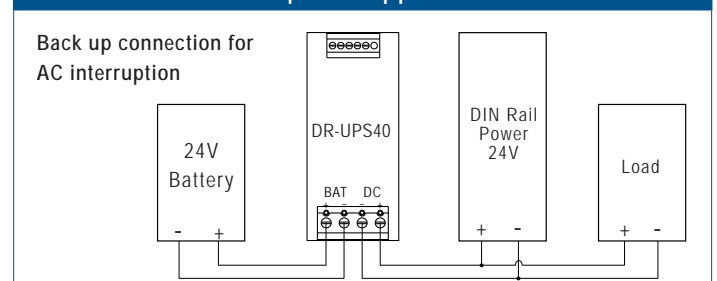 Back up connection for
AC interruption
24V
Battery
- +
DR-UPS40
BAT DC
+ - - +
DIN Rail
Power
24V
+ -
Load
+ -